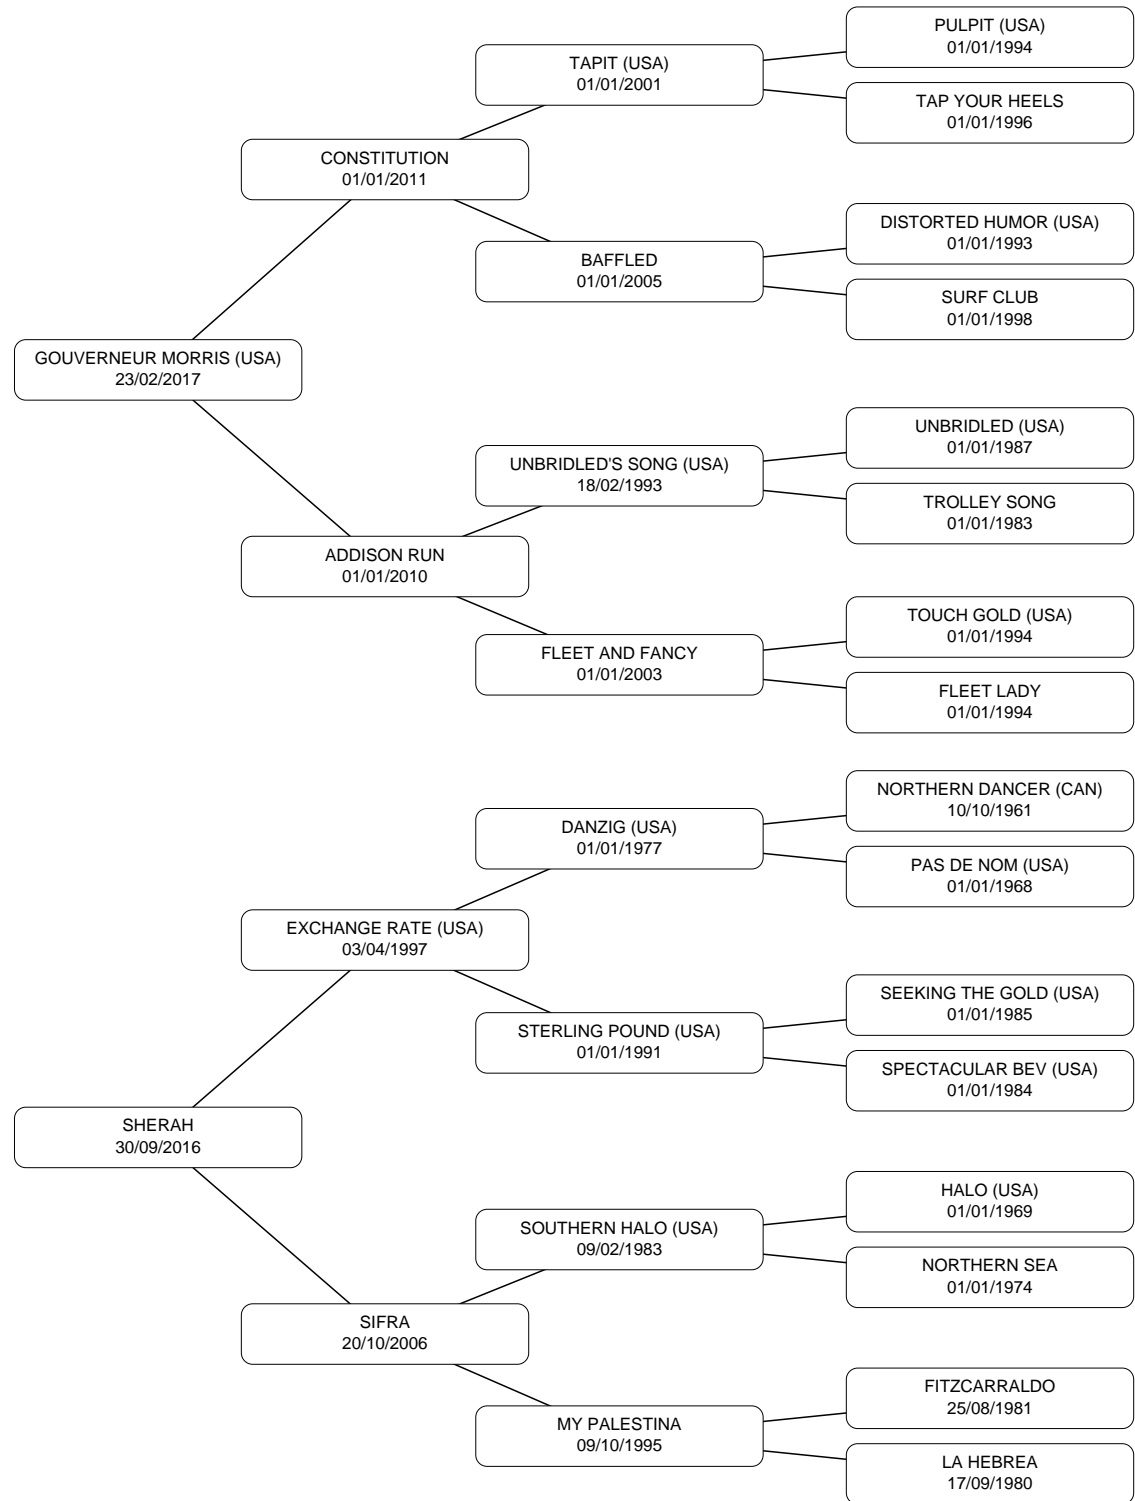 PULPIT (USA)
01/01/1994
TAPIT (USA)
01/01/2001
TAP YOUR HEELS
01/01/1996
CONSTITUTION
01/01/2011
DISTORTED HUMOR (USA)
01/01/1993
BAFFLED
01/01/2005
SURF CLUB
01/01/1998
GOUVERNEUR MORRIS (USA)
23/02/2017
UNBRIDLED (USA)
01/01/1987
UNBRIDLED'S SONG (USA)
18/02/1993
TROLLEY SONG
01/01/1983
ADDISON RUN
01/01/2010
TOUCH GOLD (USA)
01/01/1994
FLEET AND FANCY
01/01/2003
FLEET LADY
01/01/1994
NORTHERN DANCER (CAN)
10/10/1961
DANZIG (USA)
01/01/1977
PAS DE NOM (USA)
01/01/1968
EXCHANGE RATE (USA)
03/04/1997
SEEKING THE GOLD (USA)
01/01/1985
STERLING POUND (USA)
01/01/1991
SPECTACULAR BEV (USA)
01/01/1984
SHERAH
30/09/2016
HALO (USA)
01/01/1969
SOUTHERN HALO (USA)
09/02/1983
NORTHERN SEA
01/01/1974
SIFRA
20/10/2006
FITZCARRALDO
25/08/1981
MY PALESTINA
09/10/1995
LA HEBREA
17/09/1980